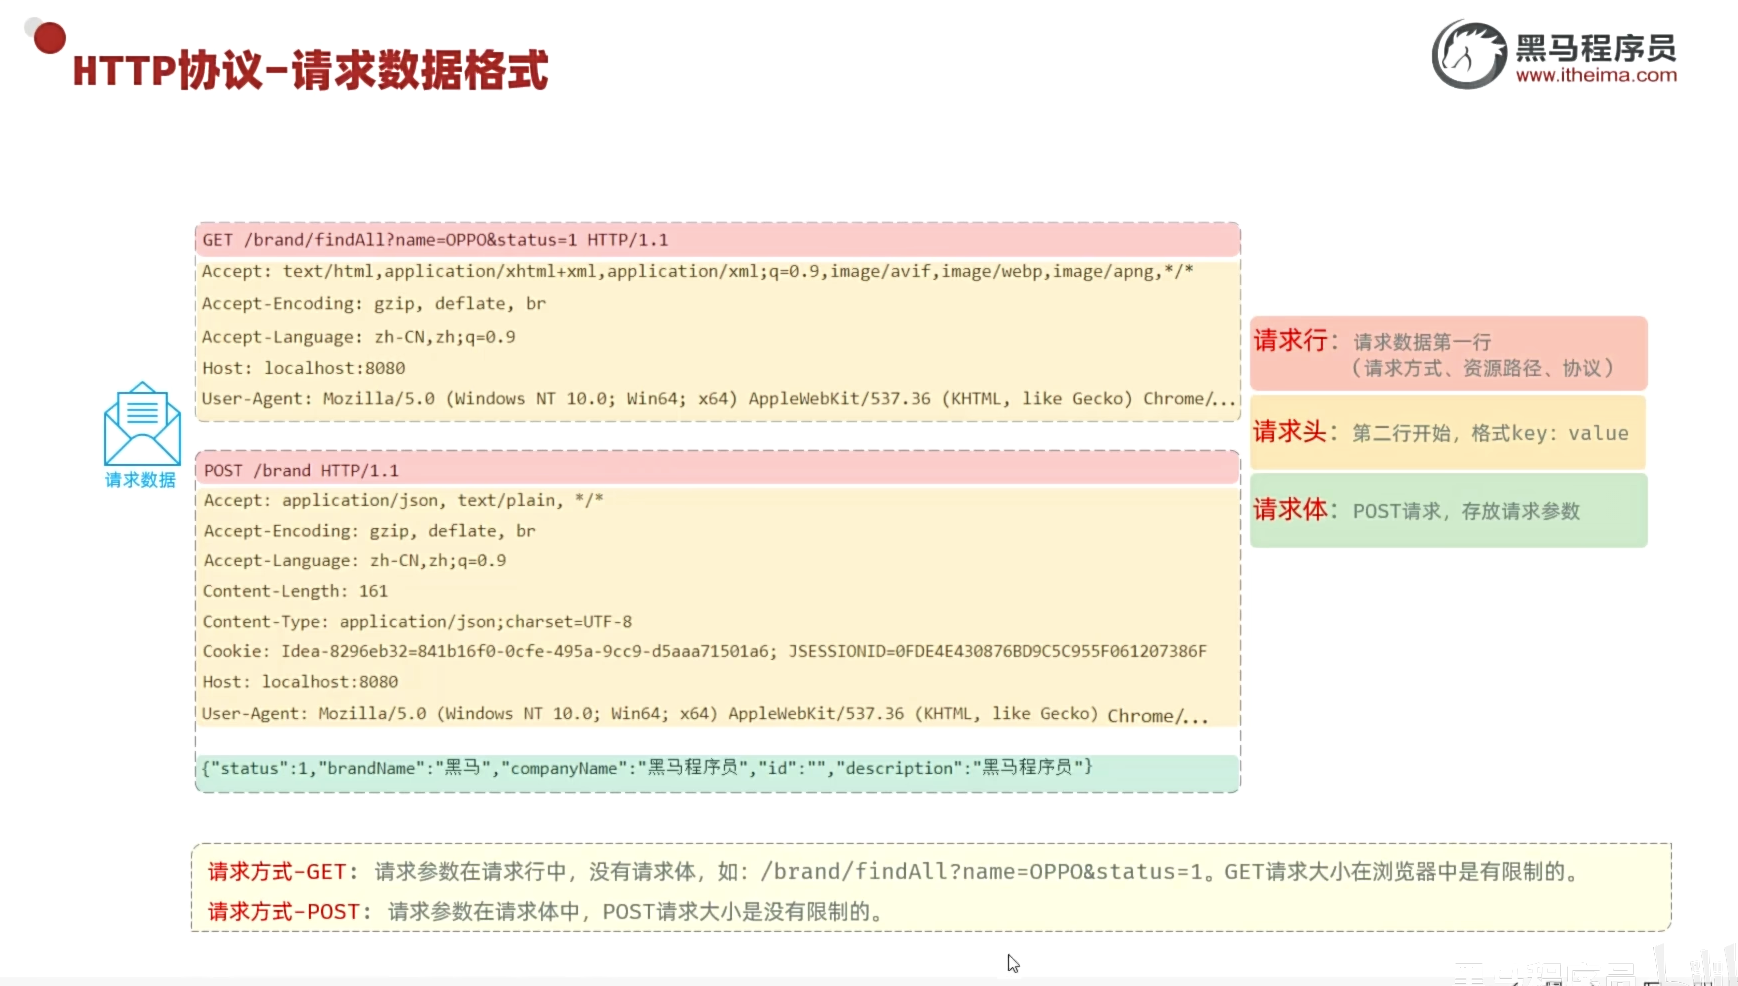 HTTP协议-请求数据格式
黑马程序员
www.itheima.com
GET /brand/findAll?name=OPPO&status=1 HTTP/1.1
Accept: text/html,application/xhtml+xml,application/xml;q=0.9,image/avif,image/webp,image/apng,*/*
Accept-Encoding: gzip, deflate, br
Accept-Language: zh-CN,zh;q=0.9
Host: localhost:8080
User-Agent: Mozilla/5.0 (Windows NT 10.0; Win64; x64) AppleWebKit/537.36 (KHTML, like Gecko) Chrome/...
请求数据
POST /brand HTTP/1.1
Accept: application/json, text/plain, */*
Accept-Encoding: gzip, deflate, br
Accept-Language: zh-CN,zh;q=0.9
Content-Length: 161
Content-Type: application/json;charset=UTF-8
Cookie: Idea-8296eb32=841b16f0-0cfe-495a-9cc9-d5aaa71501a6; JSESSIONID=0FDE4E430876BD9C5C955F061207386F
Host: localhost:8080
User-Agent: Mozilla/5.0 (Windows NT 10.0; Win64; x64) AppleWebKit/537.36 (KHTML, like Gecko) Chrome/...
{"status":1,"brandName":"黑马","companyName":"黑马程序员","id":"","description":"黑马程序员"}
请求行：请求数据第一行
（请求方式、资源路径、协议）
请求头：第二行开始，格式key：value
请求体：POST请求，存放请求参数
请求方式-GET：请求参数在请求行中，没有请求体，如：/brand/findAll?name=OPPO&status=1。GET请求大小在浏览器中是有限制的。
请求方式-POST：请求参数在请求体中，POST请求大小是没有限制的。